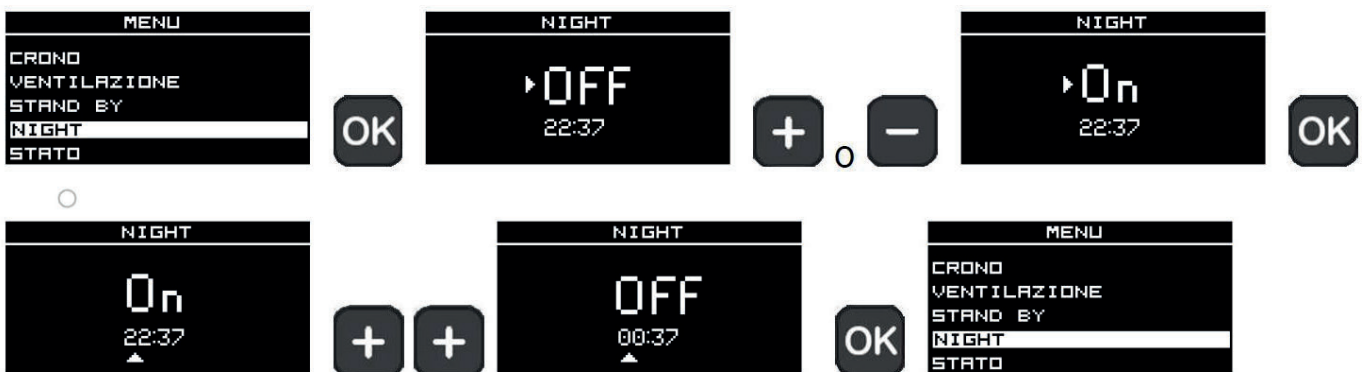 MENU
CRONO
VENTILAZIONE
STAND BY
NIGHT
STATO
OK
NIGHT
OFF
22:37
+
o
-
NIGHT
On
22:37
OK
NIGHT
On
22:37
+
+
NIGHT
OFF
00:37
OK
MENU
CRONO
VENTILAZIONE
STAND BY
NIGHT
STATO